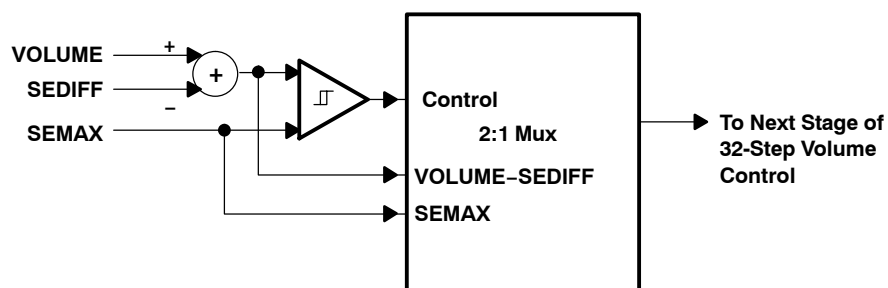 VOLUME
+
SEDIFF
–
+
SEMAX
Control
2:1 Mux
VOLUME–SEDIFF
SEMAX
To Next Stage of
32-Step Volume
Control